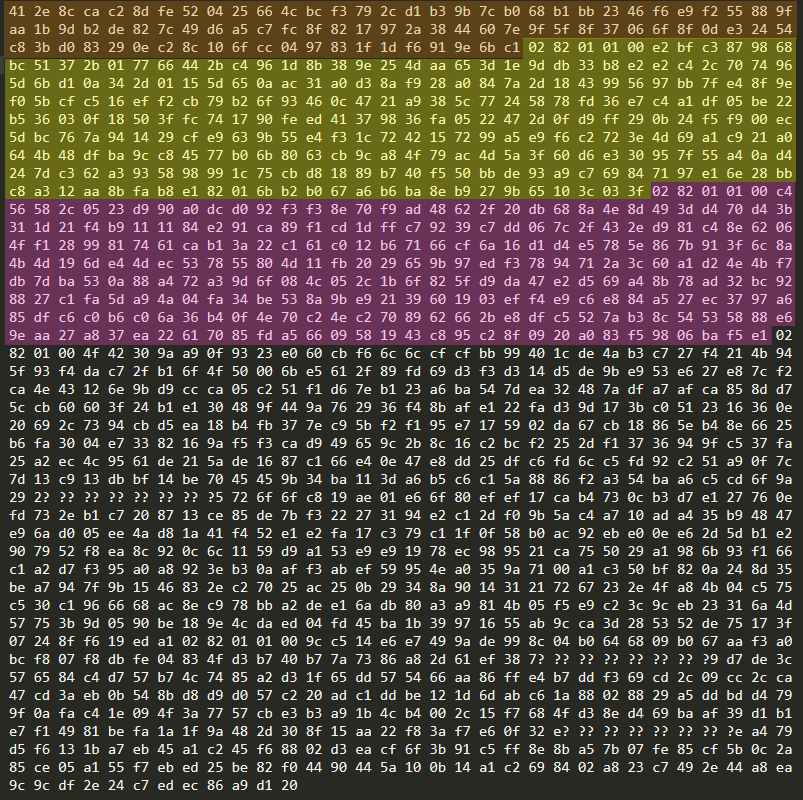 41 2e 8c ca c2 8d fe 52 04 25 66 4c bc f3 79 2c d1 b3 9b 7c b0 68 b1 bb 23 46 f6 e9 f2 55 88 9f
aa 1b 9d b2 de 82 7c 49 d6 a5 c7 fc 8f 82 17 97 2a 38 44 60 7e 9f 5f 8f 37 06 6f 8f 0d e3 24 54
c8 3b d0 83 29 0e c2 8c 10 6f cc 04 97 83 1f 1d f6 91 9e 6b c1 02 82 01 01 00 e2 bf c3 87 98 68
bc 51 37 2b 01 77 66 44 2b c4 96 1d 8b 38 9e 25 4d aa 65 3d 1e 9d db 33 b8 e2 e2 c4 2c 70 74 96
5d 6b d1 0a 34 2d 01 15 5d 65 0a ac 31 a0 d3 8a f9 28 a0 84 7a 2d 18 43 99 56 97 bb 7f e4 8f 9e
f0 5b cf c5 16 ef f2 cb 79 b2 6f 93 46 0c 47 21 a9 38 5c 77 24 58 78 fd 36 e7 c4 a1 df 05 be 22
b5 36 03 0f 18 50 3f fc 74 17 90 fe ed 41 37 98 36 fa 05 22 47 2d 0f d9 ff 29 0b 24 f5 f9 00 ec
5d bc 76 7a 94 14 29 cf e9 63 9b 55 e4 f3 1c 72 42 15 72 99 a5 e9 f6 c2 72 3e 4d 69 a1 c9 21 a0
64 4b 48 df ba 9c c8 45 77 b0 6b 80 63 cb 9c a8 4f 79 ac 4d 5a 3f 60 d6 e3 30 95 7f 55 a4 0a d4
24 7d c3 62 a3 93 58 98 99 1c 75 cb d8 18 89 b7 40 f5 50 bb de 93 a9 c7 69 84 71 97 e1 6e 28 bb
c8 a3 12 aa 8b fa b8 e1 82 01 6b b2 b0 67 a6 b6 ba 8e b9 27 9b 65 10 3c 03 3f 02 82 01 01 00 c4
56 58 2c 05 23 d9 90 a0 dc d0 92 f3 f3 8e 70 f9 ad 48 62 2f 20 db 68 8a 4e 8d 49 3d d4 70 d4 3b
31 1d 21 f4 b9 11 11 84 e2 91 ca 89 f1 cd 1d ff c7 92 39 c7 dd 06 7c 2f 43 2e d9 81 c4 8e 62 06
4f f1 28 99 81 74 61 ca b1 3a 22 c1 61 c0 12 b6 71 66 cf 6a 16 d1 d4 e5 78 5e 86 7b 91 3f 6c 8a
4b 4d 19 6d e4 4d ec 53 78 55 80 4d 11 fb 20 29 65 9b 97 ed f3 78 94 71 2a 3c 60 a1 d2 4e 4b f7
db 7d ba 53 0a 88 a4 72 a3 9d 6f 08 4c 05 2c 1b 6f 82 5f d9 da 47 e2 d5 69 a4 8b 78 ad 32 bc 92
88 27 c1 fa 5d a9 4a 04 fa 34 be 53 8a 9b e9 21 39 60 19 03 eff4 e9 c6 e8 84 a5 27 ec 37 97 a6
85 df c6 c0 b6 c0 6a 36 b4 0f 4e 70 c2 4e c2 70 89 62 66 2b e8 df c5 52 7a b3 8c 54 53 58 88 e6
9e aa 27 a8 37 ea 22 61 70 85 fd a5 66 09 58 19 43 c8 95 c2 8f 09 20 a0 83 f5 98 06 ba f5 e1 02
82 01 00 4f 42 30 9a a9 0f 93 23 e0 60 cb f6 6c 6c cf cf bb 99 40 1c de 4a b3 c7 27 f4 21 4b 94
5f 93 f4 da c7 2f b1 6f 4f 50 00 6b e5 61 2f 89 fd 69 d3 f3 d3 14 d5 de 9b e9 53 e6 27 e8 7c f2
ca 4e 43 12 6e 9b d9 cc ca 05 c2 51 f1 d6 7e b1 23 a6 ba 54 7d ea 32 48 7a df a7 af ca 85 8d d7
5c cb 60 60 3f 24 b1 e1 30 48 9f 44 9a 76 29 36 f4 8b af e1 22 fa d3 9d 17 3b c0 51 23 16 36 0e
20 69 2c 73 94 cb d5 ea 18 b4 fb 37 7e c9 5b f2 f1 95 e7 17 59 02 da 67 cb 18 86 5e b4 8e 66 25
b6 fa 30 04 e7 33 82 16 9a f5 f3 ca d9 49 65 9c 2b 8c 16 c2 bc f2 25 2d f1 37 36 94 9f c5 37 fa
25 a2 ec 4c 95 61 de 21 5a de 16 87 c1 66 e4 0e 47 e8 dd 25 df c6 fd 6c c5 fd 92 c2 51 a9 0f 7c
7d 13 c9 13 db bf 14 be 70 45 45 9b 34 ba 11 3d a6 b5 c6 c1 5a 88 86 f2 a3 54 ba a6 c5 cd 6f 9a
29 2? ?? ?? ?? ?? ?? ?5 72 6f 6f c8 19 ae 01 e6 6f 80 ef ef 17 ca b4 73 0c b3 d7 e1 27 76 0e
fd 73 2e b1 c7 20 87 13 ce 85 de 7b f3 22 27 31 94 e2 c1 2d f0 9b 5a c4 a7 10 ad a4 35 b9 48 47
e9 6a d0 05 ee 4a d8 1a 41 f4 52 e1 e2 fa 17 c3 79 c1 1f 0f 58 b0 ac 92 eb e0 0e e6 2d 5d b1 e2
90 79 52 f8 ea 8c 92 0c 6c 11 59 d9 a1 53 e9 e9 19 78 ec 98 95 21 ca 75 50 29 a1 98 6b 93 f1 66
c1 a2 d7 f3 95 a0 a8 92 3e b3 0a af f3 ab ef 59 95 4e a0 35 9a 71 00 a1 c3 50 bf 82 0a 24 8d 35
be a7 94 7f 9b 15 46 83 2e c2 70 25 ac 25 0b 29 34 8a 90 14 31 21 72 67 23 2e 4f a8 4b 04 c5 75
c5 30 c1 96 66 68 ac 8e c9 78 bb a2 de e1 6a db 80 a3 a9 81 4b 05 f5 e9 c2 3c 9c eb 23 31 6a 4d
57 75 3b 9d 05 90 be 18 9e 4c da ed 04 fd 45 ba 1b 39 97 16 55 ab 9c ca 3d 28 53 52 de 75 17 3f
07 24 8f f6 19 ed a1 02 82 01 01 00 9c c5 14 e6 e7 49 9a de 99 8c 04 b0 64 68 09 b0 67 aa f3 a0
bc f8 07 f8 db fe 04 83 4f d3 b7 40 b7 7a 73 86 a8 2d 61 ef 38 7? ?? ?? ?? ?? ?? ?9 d7 de 3c
57 65 84 c4 d7 57 b7 4c 74 85 a2 d3 1f 65 dd 57 54 66 aa 86 ff e4 b7 dd f3 69 cd 2c 09 cc 2c ca
47 cd 3a eb 0b 54 8b d8 d9 d0 57 c2 20 ad c1 dd be 12 1d 6d ab c6 1a 88 02 88 29 a5 dd bd d4 79
9f 0a fa c4 1e 09 4f 3a 77 57 cb e3 b3 a9 1b 4c b4 00 2c 15 f7 68 4f d3 8e d4 69 ba af 39 d1 b1
e7 f1 49 81 be fa 1a 1f 9a 48 2d 30 8f 15 aa 22 f8 3a f7 e6 0f 32 e? ?? ?? ?? ?? ?? ?e a4 79
d5 f6 13 1b a7 eb 45 a1 c2 45 f6 88 02 d3 ea cf 6f 3b 91 c5 ff 8e 8b a5 7b 07 fe 85 cf 5b 0c 2a
85 ce 05 a1 55 f7 eb ed 25 be 82 f0 44 90 44 5a 10 0b 14 a1 c2 69 84 02 a8 23 c7 49 2e 44 a8 ea
9c 9c df 2e 24 c7 ed ec 86 a9 d1 20